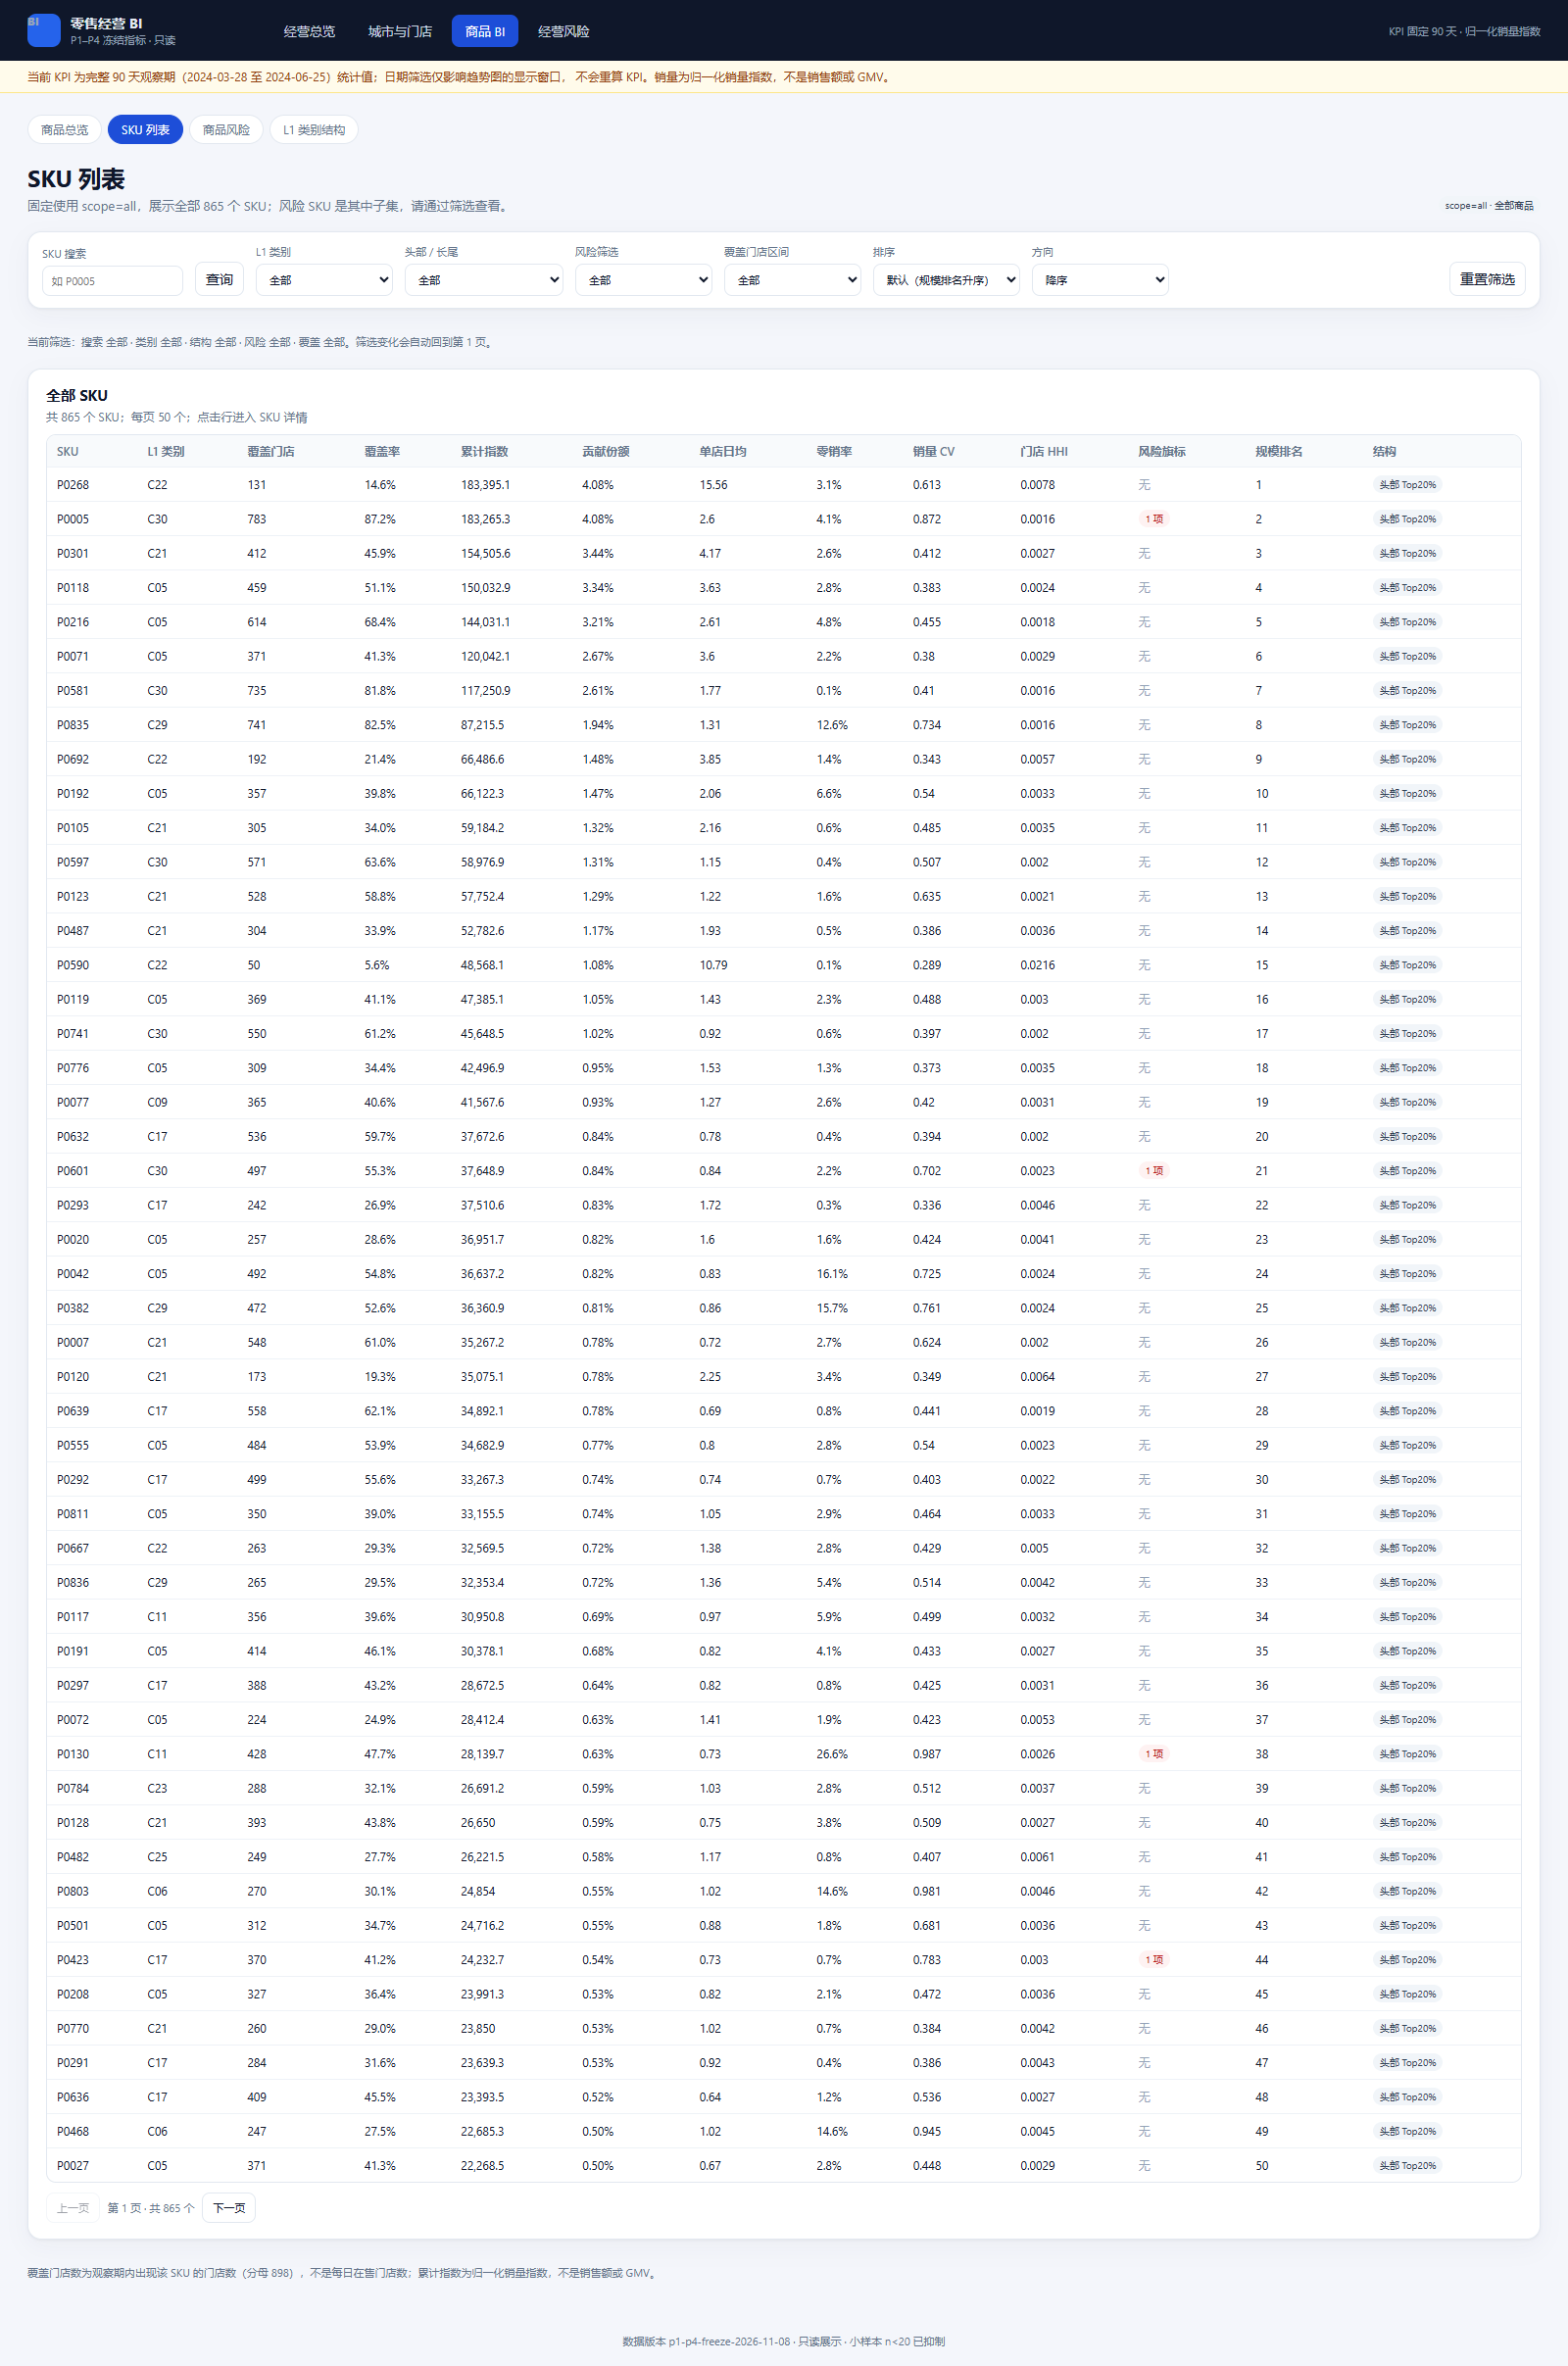 BI
零售经营 BI
P1–P4 冻结指标 · 只读
经营总览 城市与门店 商品 BI 经营风险
KPI 固定 90 天 · 归一化销量指数
当前 KPI 为完整 90 天观察期（2024-03-28 至 2024-06-25）统计值；日期筛选仅影响趋势图的显示窗口， 不会重算 KPI。销量为归一化销量指数，不是销售额或 GMV。
商品总览 SKU 列表 商品风险 L1 类别结构
SKU 列表
固定使用 scope=all，展示全部 865 个 SKU；风险 SKU 是其中子集，请通过筛选查看。
scope=all · 全部商品
SKU 搜索 L1 类别 头部 / 长尾 风险筛选 覆盖门店区间 排序 方向
如 P0005 查询 全部 全部 全部 全部 默认（规模排名升序） 降序 重置筛选
当前筛选：搜索 全部 · 类别 全部 · 结构 全部 · 风险 全部 · 覆盖 全部。筛选变化会自动回到第 1 页。
全部 SKU
共 865 个 SKU；每页 50 个；点击行进入 SKU 详情
SKU L1 类别 覆盖门店 覆盖率 累计指数 贡献份额 单店日均 零销率 销量 CV 门店 HHI 风险旗标 规模排名 结构
P0268 C22 131 14.6% 183,395.1 4.08% 15.56 3.1% 0.613 0.0078 无 1 头部 Top20%
P0005 C30 783 87.2% 183,265.3 4.08% 2.6 4.1% 0.872 0.0016 1 项 2 头部 Top20%
P0301 C21 412 45.9% 154,505.6 3.44% 4.17 2.6% 0.412 0.0027 无 3 头部 Top20%
P0118 C05 459 51.1% 150,032.9 3.34% 3.63 2.8% 0.383 0.0024 无 4 头部 Top20%
P0216 C05 614 68.4% 144,031.1 3.21% 2.61 4.8% 0.455 0.0018 无 5 头部 Top20%
P0071 C05 371 41.3% 120,042.1 2.67% 3.6 2.2% 0.38 0.0029 无 6 头部 Top20%
P0581 C30 735 81.8% 117,250.9 2.61% 1.77 0.1% 0.41 0.0016 无 7 头部 Top20%
P0835 C29 741 82.5% 87,215.5 1.94% 1.31 12.6% 0.734 0.0016 无 8 头部 Top20%
P0692 C22 192 21.4% 66,486.6 1.48% 3.85 1.4% 0.343 0.0057 无 9 头部 Top20%
P0192 C05 357 39.8% 66,122.3 1.47% 2.06 6.6% 0.54 0.0033 无 10 头部 Top20%
P0105 C21 305 34.0% 59,184.2 1.32% 2.16 0.6% 0.485 0.0035 无 11 头部 Top20%
P0597 C30 571 63.6% 58,976.9 1.31% 1.15 0.4% 0.507 0.002 无 12 头部 Top20%
P0123 C21 528 58.8% 57,752.4 1.29% 1.22 1.6% 0.635 0.0021 无 13 头部 Top20%
P0487 C21 304 33.9% 52,782.6 1.17% 1.93 0.5% 0.386 0.0036 无 14 头部 Top20%
P0590 C22 50 5.6% 48,568.1 1.08% 10.79 0.1% 0.289 0.0216 无 15 头部 Top20%
P0119 C05 369 41.1% 47,385.1 1.05% 1.43 2.3% 0.488 0.003 无 16 头部 Top20%
P0741 C30 550 61.2% 45,648.5 1.02% 0.92 0.6% 0.397 0.002 无 17 头部 Top20%
P0776 C05 309 34.4% 42,496.9 0.95% 1.53 1.3% 0.373 0.0035 无 18 头部 Top20%
P0077 C09 365 40.6% 41,567.6 0.93% 1.27 2.6% 0.42 0.0031 无 19 头部 Top20%
P0632 C17 536 59.7% 37,672.6 0.84% 0.78 0.4% 0.394 0.002 无 20 头部 Top20%
P0601 C30 497 55.3% 37,648.9 0.84% 0.84 2.2% 0.702 0.0023 1 项 21 头部 Top20%
P0293 C17 242 26.9% 37,510.6 0.83% 1.72 0.3% 0.336 0.0046 无 22 头部 Top20%
P0020 C05 257 28.6% 36,951.7 0.82% 1.6 1.6% 0.424 0.0041 无 23 头部 Top20%
P0042 C05 492 54.8% 36,637.2 0.82% 0.83 16.1% 0.725 0.0024 无 24 头部 Top20%
P0382 C29 472 52.6% 36,360.9 0.81% 0.86 15.7% 0.761 0.0024 无 25 头部 Top20%
P0007 C21 548 61.0% 35,267.2 0.78% 0.72 2.7% 0.624 0.002 无 26 头部 Top20%
P0120 C21 173 19.3% 35,075.1 0.78% 2.25 3.4% 0.349 0.0064 无 27 头部 Top20%
P0639 C17 558 62.1% 34,892.1 0.78% 0.69 0.8% 0.441 0.0019 无 28 头部 Top20%
P0555 C05 484 53.9% 34,682.9 0.77% 0.8 2.8% 0.54 0.0023 无 29 头部 Top20%
P0292 C17 499 55.6% 33,267.3 0.74% 0.74 0.7% 0.403 0.0022 无 30 头部 Top20%
P0811 C05 350 39.0% 33,155.5 0.74% 1.05 2.9% 0.464 0.0033 无 31 头部 Top20%
P0667 C22 263 29.3% 32,569.5 0.72% 1.38 2.8% 0.429 0.005 无 32 头部 Top20%
P0836 C29 265 29.5% 32,353.4 0.72% 1.36 5.4% 0.514 0.0042 无 33 头部 Top20%
P0117 C11 356 39.6% 30,950.8 0.69% 0.97 5.9% 0.499 0.0032 无 34 头部 Top20%
P0191 C05 414 46.1% 30,378.1 0.68% 0.82 4.1% 0.433 0.0027 无 35 头部 Top20%
P0297 C17 388 43.2% 28,672.5 0.64% 0.82 0.8% 0.425 0.0031 无 36 头部 Top20%
P0072 C05 224 24.9% 28,412.4 0.63% 1.41 1.9% 0.423 0.0053 无 37 头部 Top20%
P0130 C11 428 47.7% 28,139.7 0.63% 0.73 26.6% 0.987 0.0026 1 项 38 头部 Top20%
P0784 C23 288 32.1% 26,691.2 0.59% 1.03 2.8% 0.512 0.0037 无 39 头部 Top20%
P0128 C21 393 43.8% 26,650 0.59% 0.75 3.8% 0.509 0.0027 无 40 头部 Top20%
P0482 C25 249 27.7% 26,221.5 0.58% 1.17 0.8% 0.407 0.0061 无 41 头部 Top20%
P0803 C06 270 30.1% 24,854 0.55% 1.02 14.6% 0.981 0.0046 无 42 头部 Top20%
P0501 C05 312 34.7% 24,716.2 0.55% 0.88 1.8% 0.681 0.0036 无 43 头部 Top20%
P0423 C17 370 41.2% 24,232.7 0.54% 0.73 0.7% 0.783 0.003 1 项 44 头部 Top20%
P0208 C05 327 36.4% 23,991.3 0.53% 0.82 2.1% 0.472 0.0036 无 45 头部 Top20%
P0770 C21 260 29.0% 23,850 0.53% 1.02 0.7% 0.384 0.0042 无 46 头部 Top20%
P0291 C17 284 31.6% 23,639.3 0.53% 0.92 0.4% 0.386 0.0043 无 47 头部 Top20%
P0636 C17 409 45.5% 23,393.5 0.52% 0.64 1.2% 0.536 0.0027 无 48 头部 Top20%
P0468 C06 247 27.5% 22,685.3 0.50% 1.02 14.6% 0.945 0.0045 无 49 头部 Top20%
P0027 C05 371 41.3% 22,268.5 0.50% 0.67 2.8% 0.448 0.0029 无 50 头部 Top20%
上一页 第 1 页 · 共 865 个 下一页
覆盖门店数为观察期内出现该 SKU 的门店数（分母 898），不是每日在售门店数；累计指数为归一化销量指数，不是销售额或 GMV。
数据版本 p1-p4-freeze-2026-11-08 · 只读展示 · 小样本 n<20 已抑制